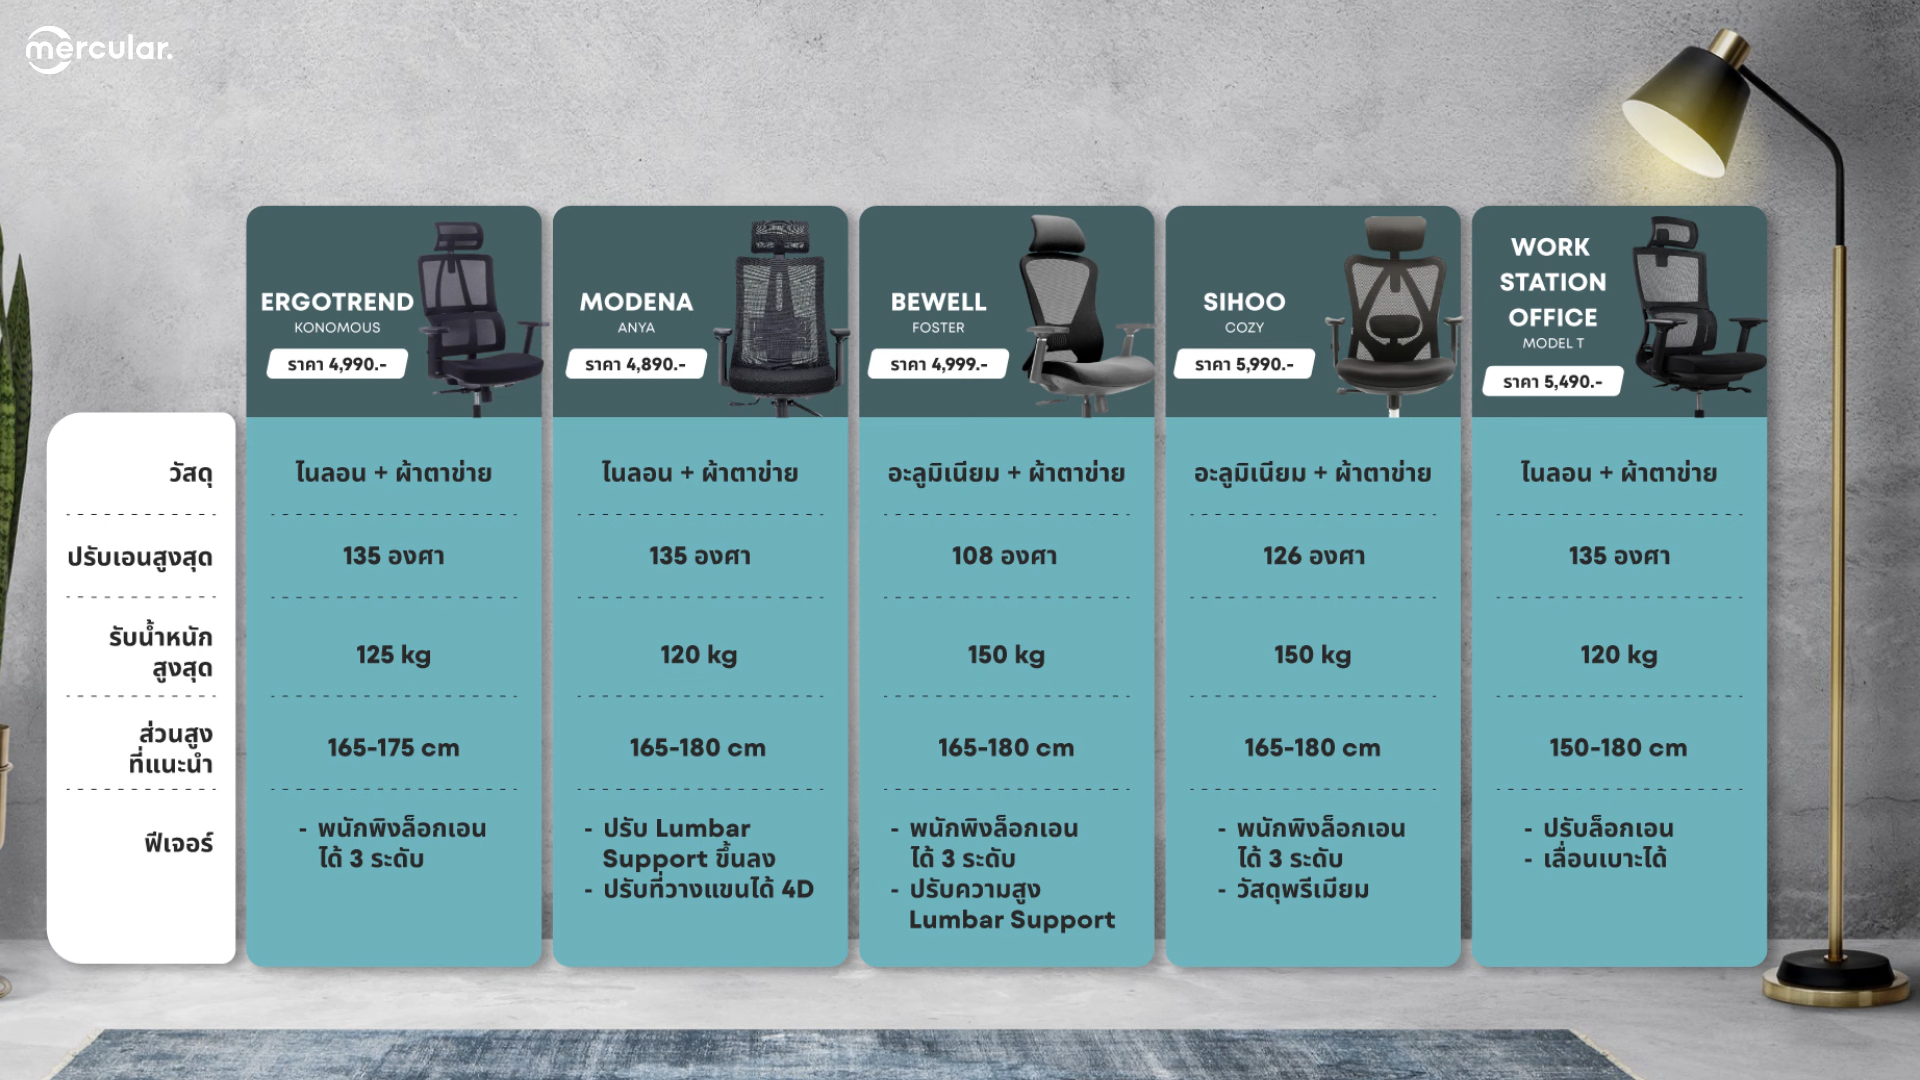 mercular.
ERGOTREND
KONOMOUS
ราคา 4,990.-
MODENA
ANYA
ราคา 4,890.-
BEWELL
FOSTER
ราคา 4,999.-
SIHOO
COZY
ราคา 5,990.-
WORK
STATION
OFFICE
MODEL T
ราคา 5,490.-
วัสดุ
ไนลอน + ผ้าตาข่าย
ไนลอน + ผ้าตาข่าย
อะลูมิเนียม + ผ้าตาข่าย
อะลูมิเนียม + ผ้าตาข่าย
ไนลอน + ผ้าตาข่าย
ปรับเอนสูงสุด
135 องศา
135 องศา
108 องศา
126 องศา
135 องศา
รับน้ำหนัก
สูงสุด
125 kg
120 kg
150 kg
150 kg
120 kg
ส่วนสูง
ที่แนะนำ
165-175 cm
165-180 cm
165-180 cm
165-180 cm
150-180 cm
ฟีเจอร์
- พนักพิงล็อกเอน
ได้ 3 ระดับ
- ปรับ Lumbar
Support ขึ้นลง
- ปรับที่วางแขนได้ 4D
- พนักพิงล็อกเอน
ได้ 3 ระดับ
- ปรับความสูง
Lumbar Support
- พนักพิงล็อกเอน
ได้ 3 ระดับ
- วัสดุพรีเมียม
- ปรับล็อกเอน
- เลื่อนเบาะได้